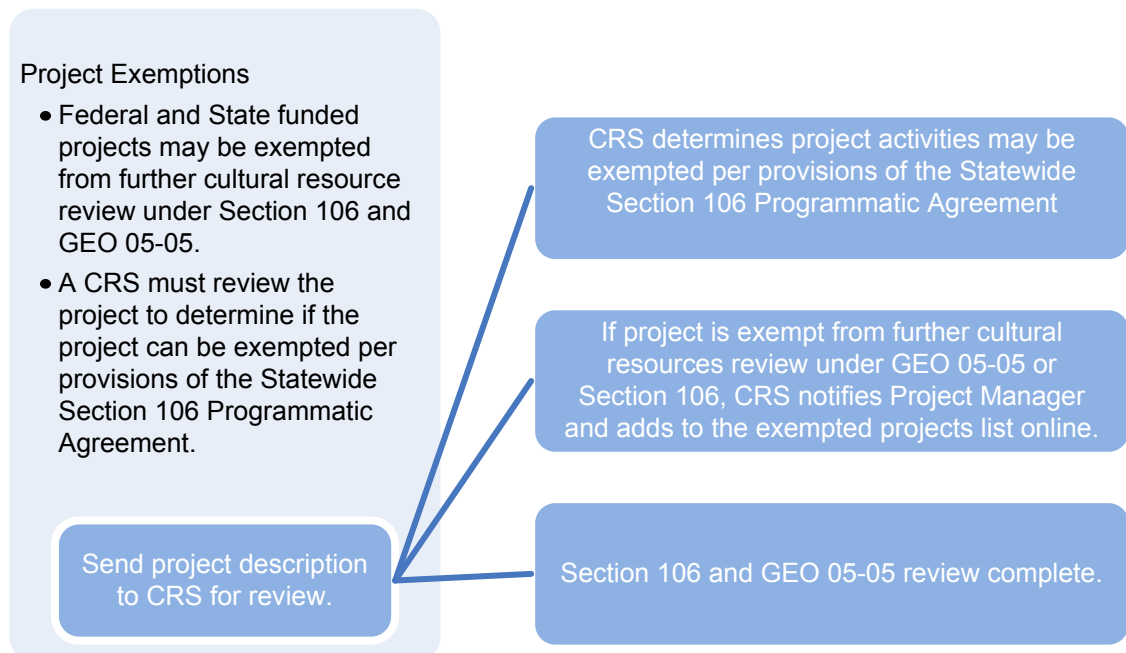 Project Exemptions
• Federal and State funded
projects may be exempted
from further cultural resource
review under Section 106 and
GEO 05-05.
• A CRS must review the
project to determine if the
project can be exempted per
provisions of the Statewide
Section 106 Programmatic
Agreement.
Send project description
to CRS for review.
CRS determines project activities may be
exempted per provisions of the Statewide
Section 106 Programmatic Agreement
If project is exempt from further cultural
resources review under GEO 05-05 or
Section 106, CRS notifies Project Manager
and adds to the exempted projects list online.
Section 106 and GEO 05-05 review complete.